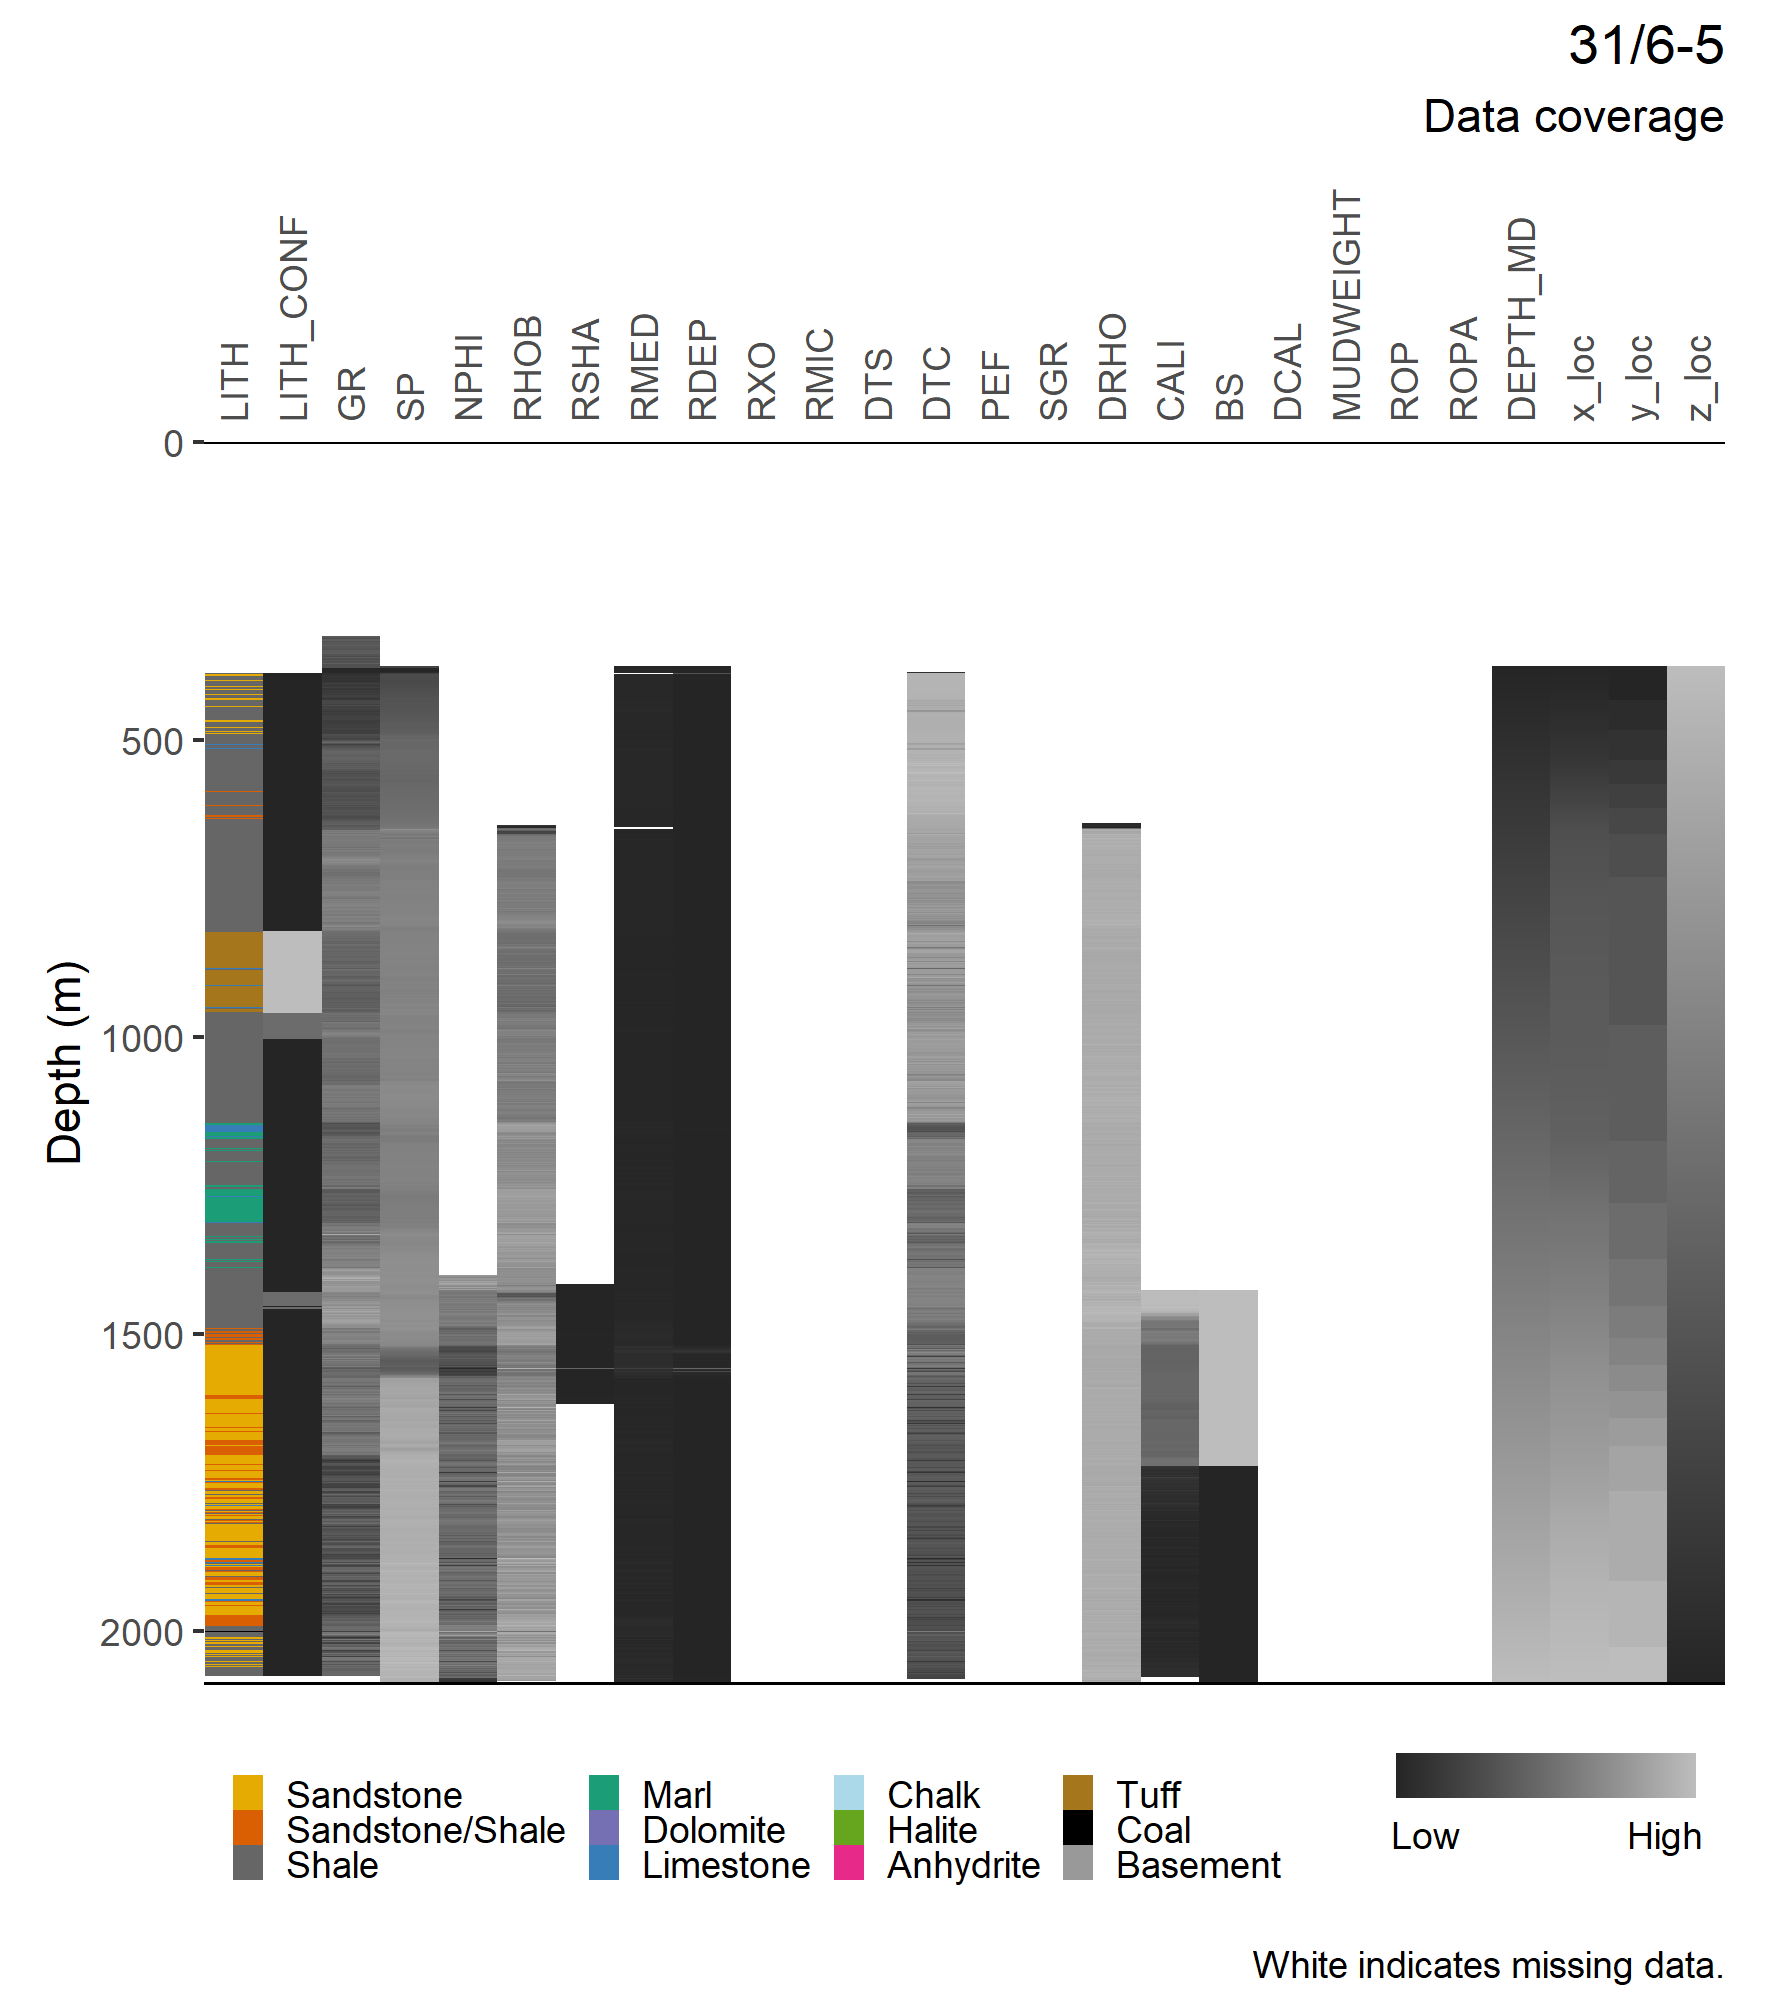 31/6-5
Data coverage
LITH
LITH_CONF
GR
SP
NPHI
RHOB
RSHA
RMED
RDEP
RXO
RMIC
DTS
DTC
PEF
SGR
DRHO
CALI
BS
DCAL
MUDWEIGHT
ROP
ROPA
DEPTH_MD
x_loc
y_loc
z_loc
0
500
1000
1500
2000
Depth (m)
Sandstone
Sandstone/Shale
Shale
Marl
Dolomite
Limestone
Chalk
Halite
Anhydrite
Tuff
Coal
Basement
Low High
White indicates missing data.